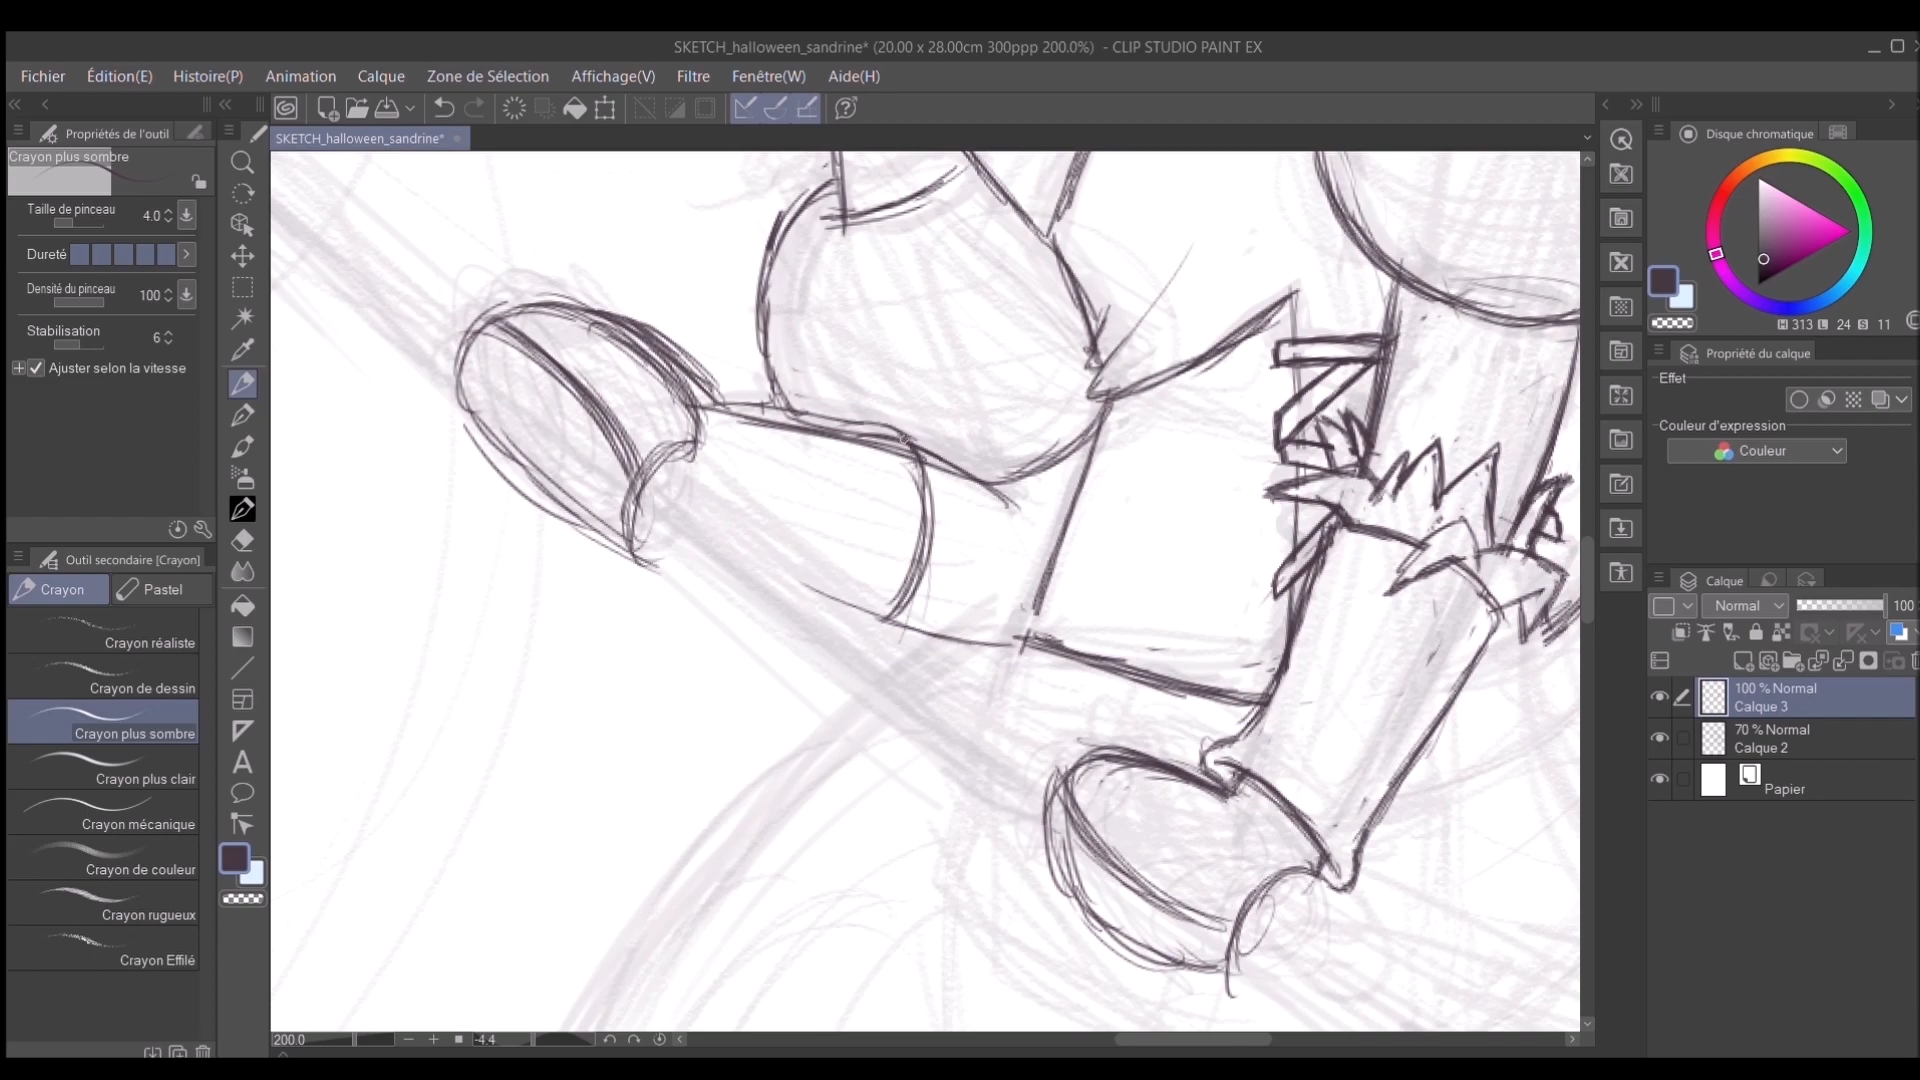 SKETCH_halloween_sandrine* (20.00 x 28.00cm 300ppp 200.0%) - CLIP STUDIO PAINT EX
Fichier Édition(E) Histoire(P) Animation Calque Zone de Sélection Affichage(V) Filtre Fenêtre(W) Aide(H)
Propriétés de l'outil
SKETCH_halloween_sandrine*
Crayon plus sombre
Taille de pinceau 4.0
Dureté
Densité du pinceau 100
Stabilisation 6
Ajuster selon la vitesse
Outil secondaire [Crayon]
Crayon Pastel
Crayon réaliste
Crayon de dessin
Crayon plus sombre
Crayon plus clair
Crayon mécanique
Crayon de couleur
Crayon rugueux
Crayon Effilé
200.0 -4.4
Disque chromatique
H 313 L 24 S 11
Propriété du calque
Effet
Couleur d'expression
Couleur
Calque
Normal 100
100 % Normal
Calque 3
70 % Normal
Calque 2
Papier